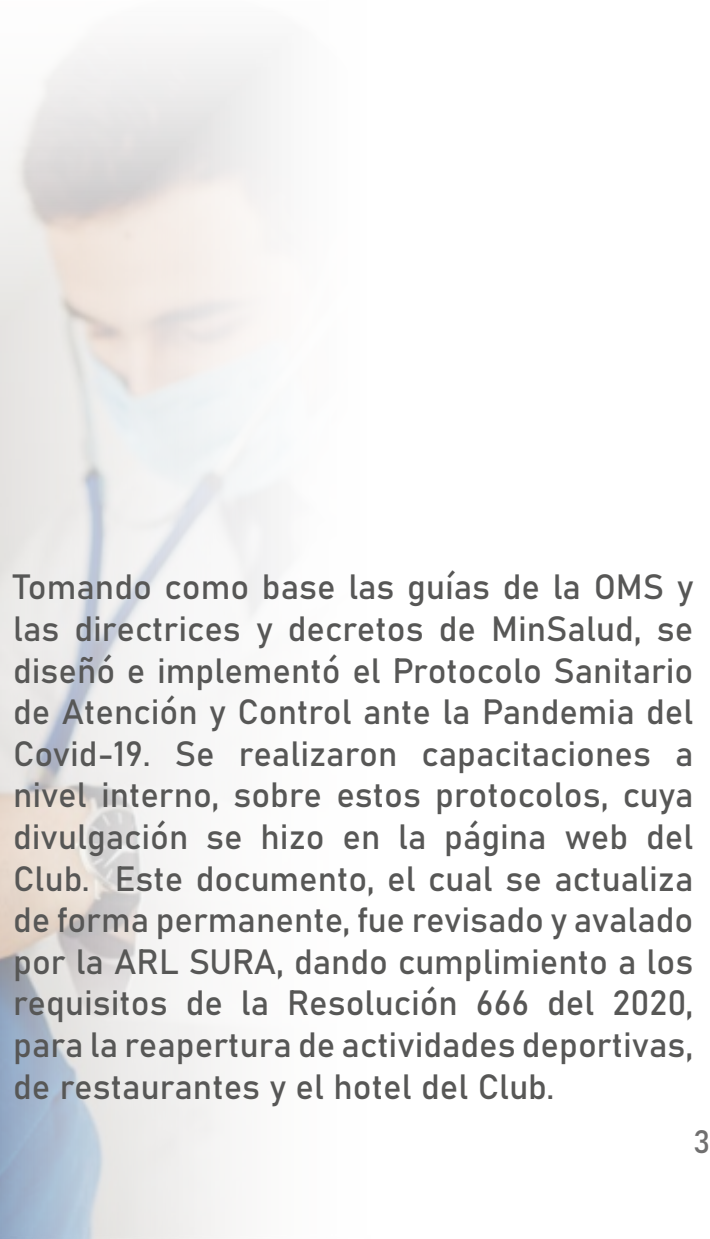 Tomando como base las guías de la OMS y
las directrices y decretos de MinSalud, se
diseñó e implementó el Protocolo Sanitario
de Atención y Control ante la Pandemia del
Covid-19. Se realizaron capacitaciones a
nivel interno, sobre estos protocolos, cuya
divulgación se hizo en la página web del
Club. Este documento, el cual se actualiza
de forma permanente, fue revisado y avalado
por la ARL SURA, dando cumplimiento a los
requisitos de la Resolución 666 del 2020,
para la reapertura de actividades deportivas,
de restaurantes y el hotel del Club.
3